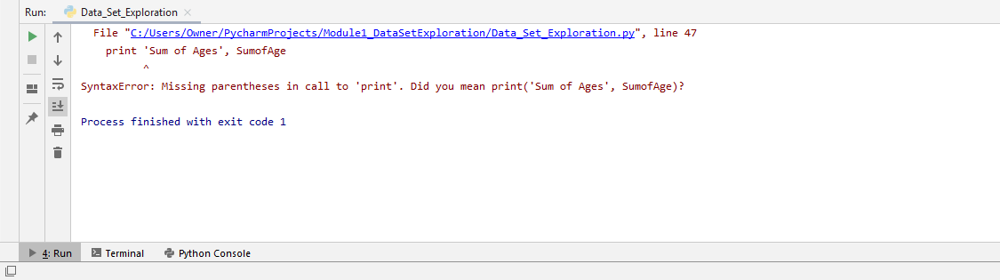 Run: Data_Set_Exploration
File "C:/Users/Owner/PycharmProjects/Module1_DataSetExploration/Data_Set_Exploration.py", line 47
print 'Sum of Ages', SumofAge
^
SyntaxError: Missing parentheses in call to 'print'. Did you mean print('Sum of Ages', SumofAge)?
Process finished with exit code 1
4: Run Terminal Python Console